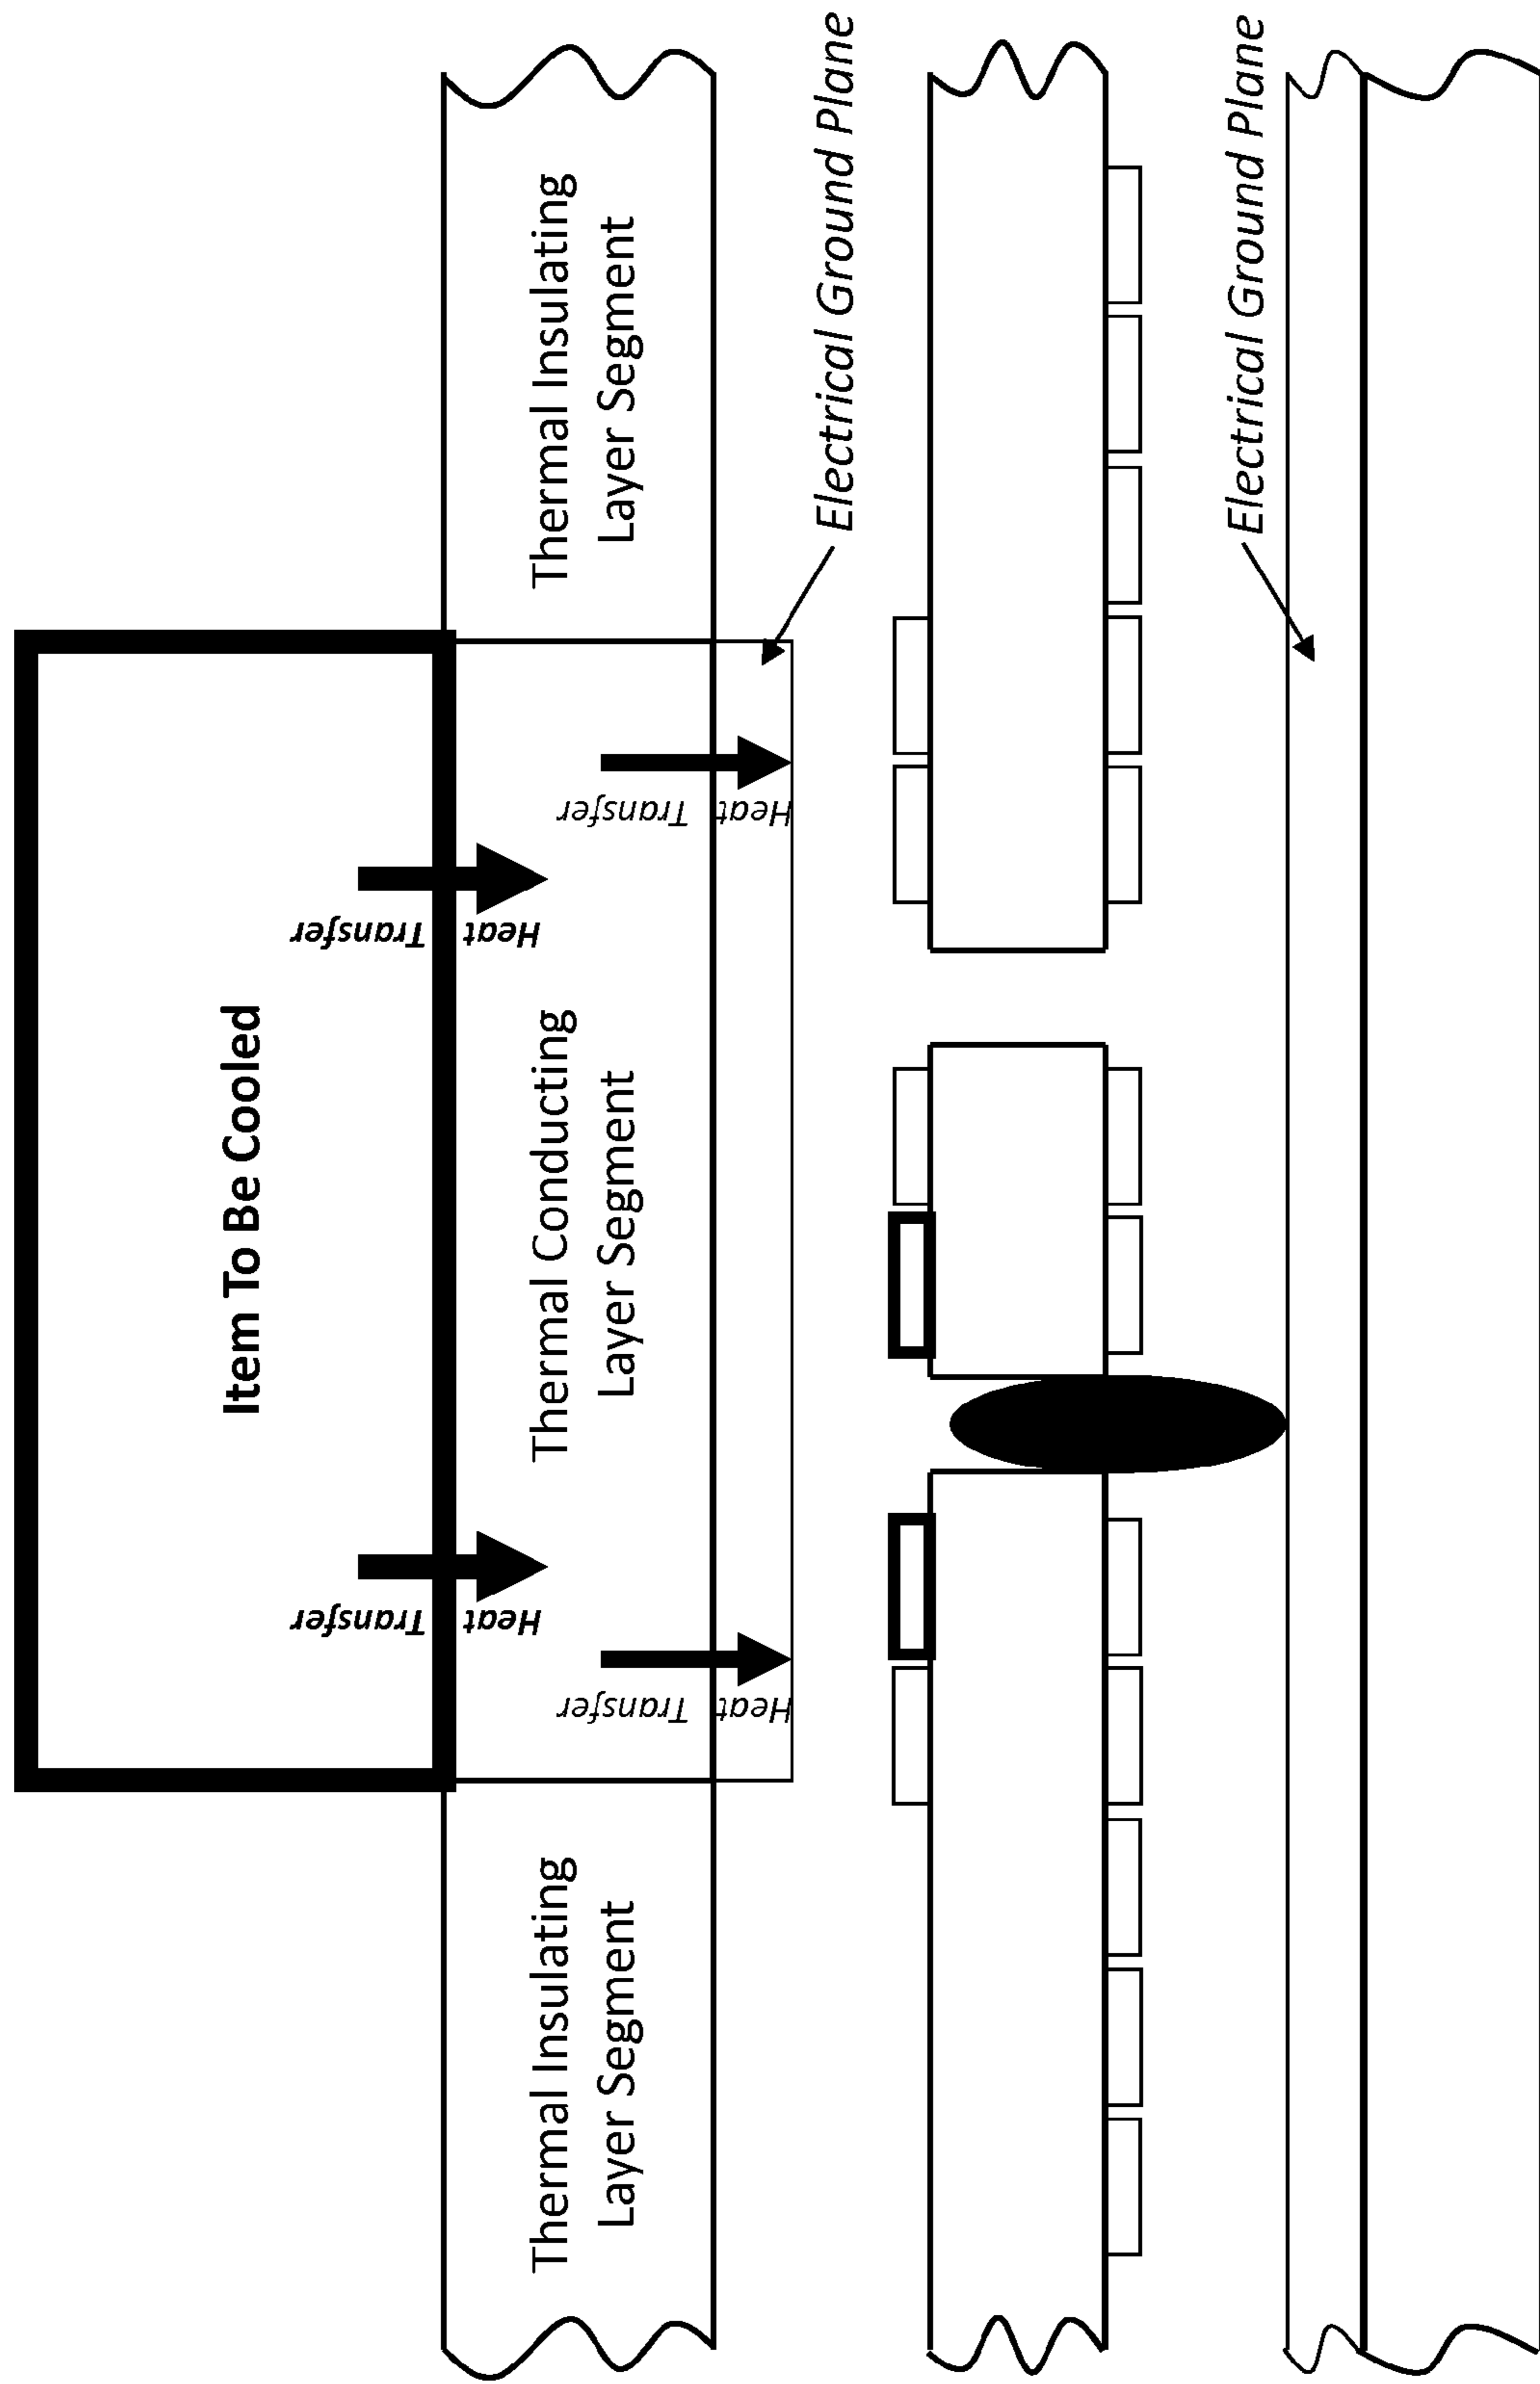 Item To Be Cooled
Heat
Transfer
Heat
Transfer
Thermal Insulating
Layer Segment
Thermal Conducting
Layer Segment
Thermal Insulating
Layer Segment
Heat
Transfer
Heat
Transfer
Electrical Ground Plane
Electrical Ground Plane